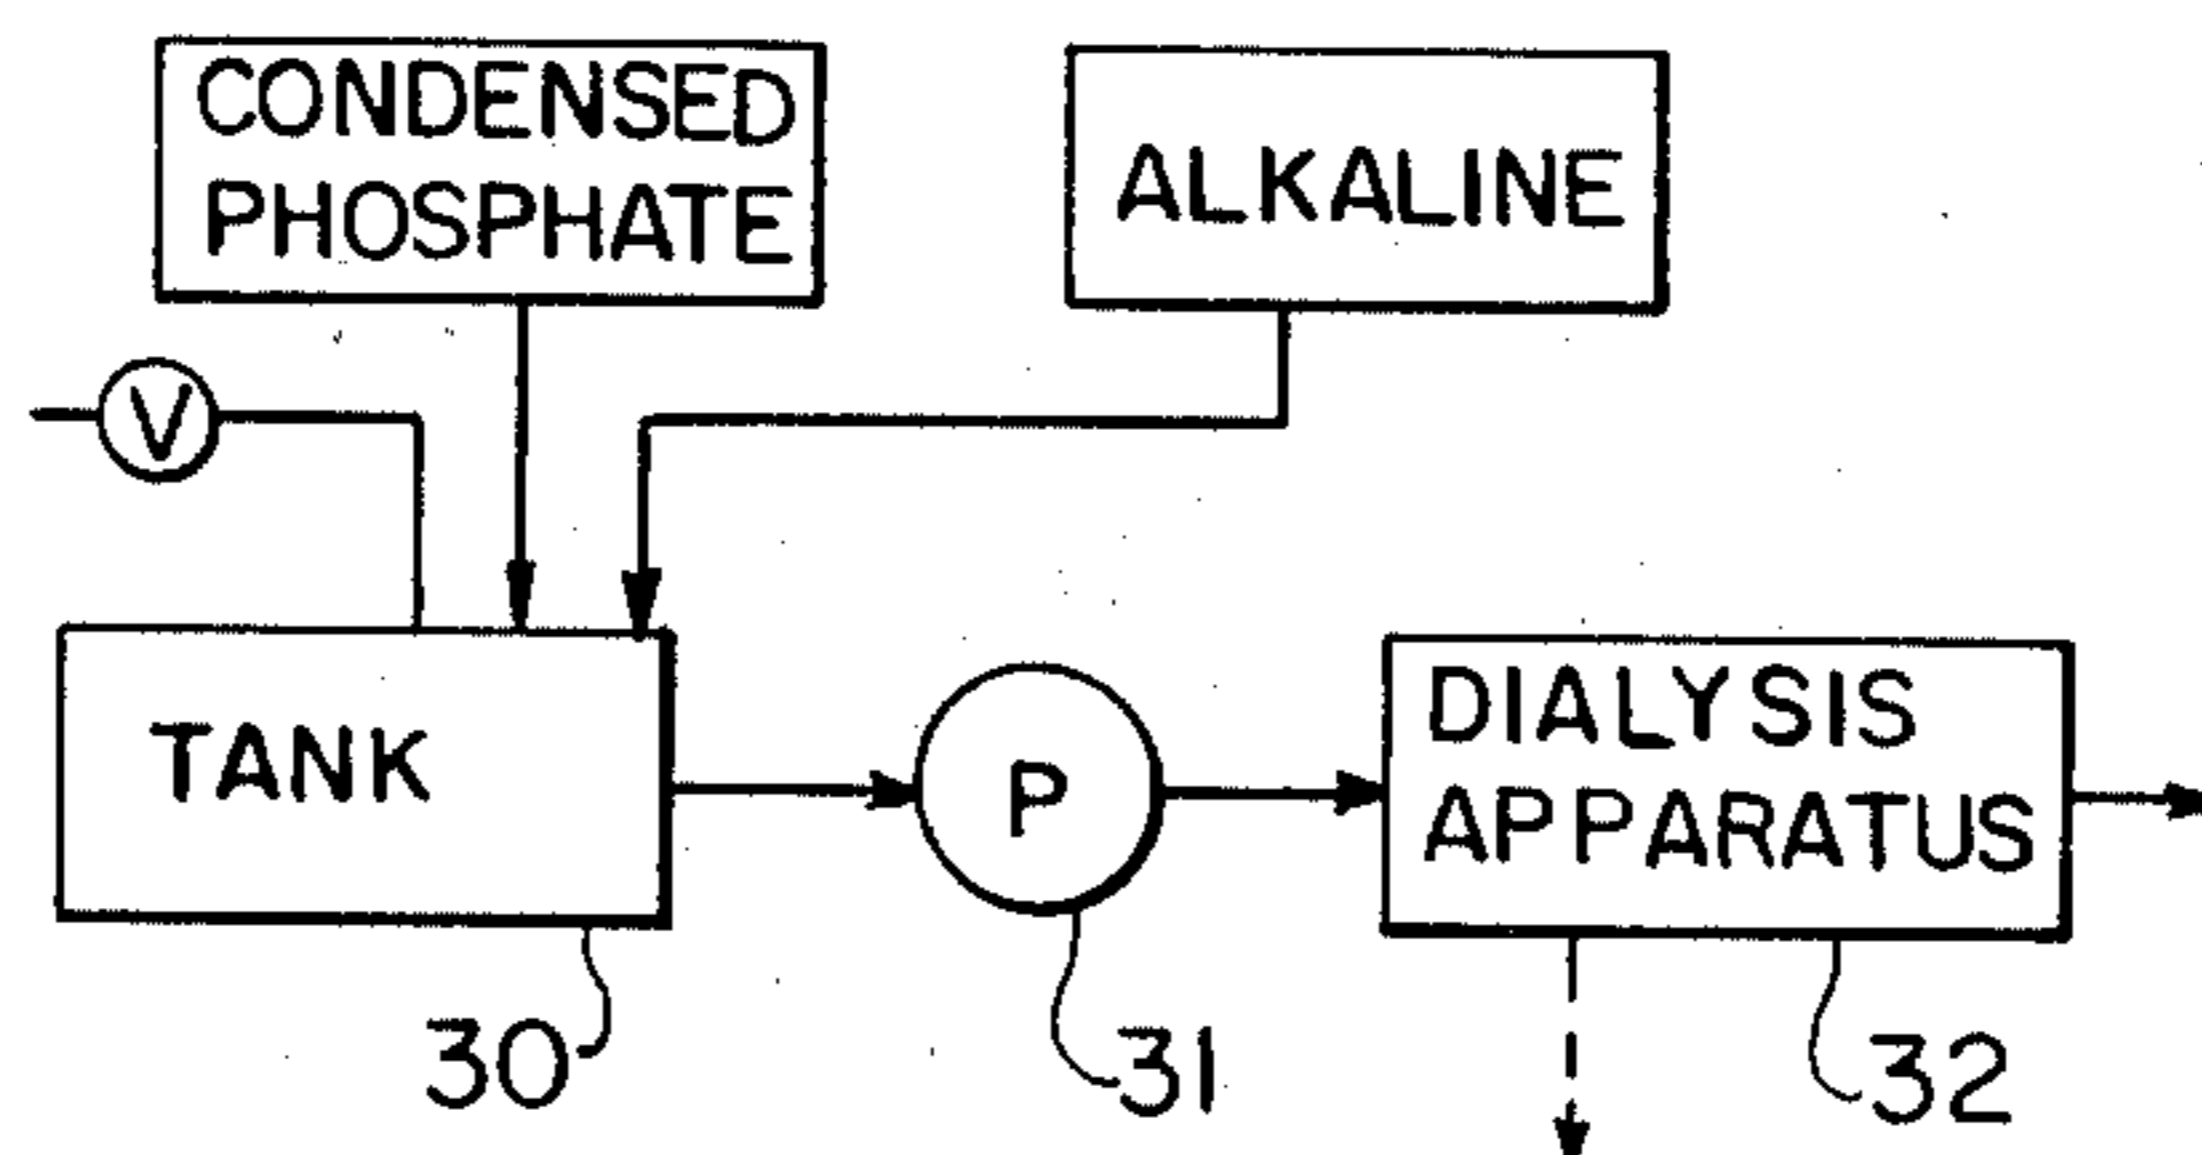 CONDENSED
PHOSPHATE
ALKALINE
V
TANK
P
DIALYSIS
APPARATUS
30
31
32